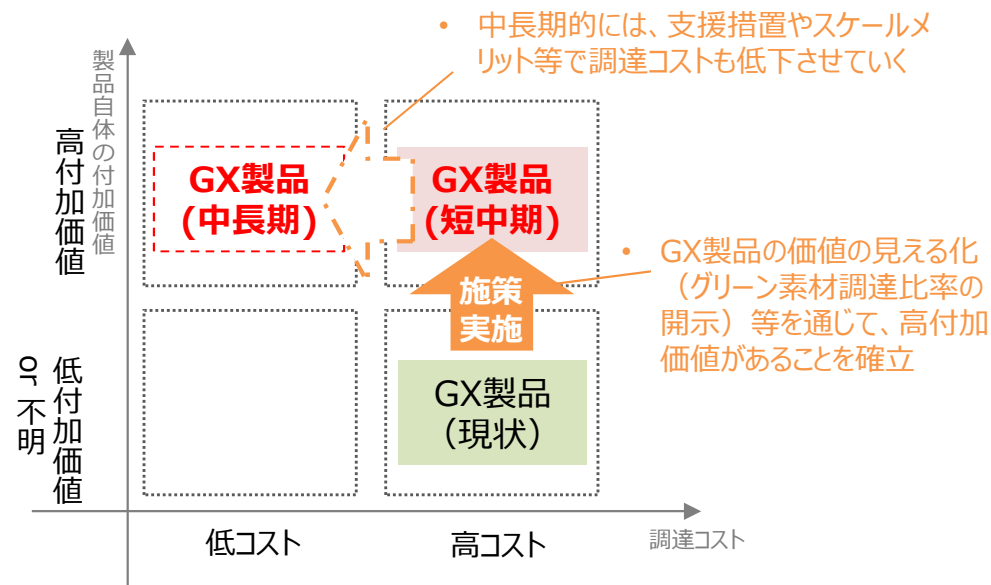 • 中長期的には、支援措置やスケールメ
リット等で調達コストも低下させていく
製品自体の付加価値
高付加価値
GX製品
(中長期)
GX製品
(短中期)
施策
実施
• GX製品の価値の見える化
（グリーン素材調達比率の
開示）等を通じて、高付加
価値があることを確立
低付加価値
or 不明
GX製品
（現状）
低コスト
高コスト
調達コスト